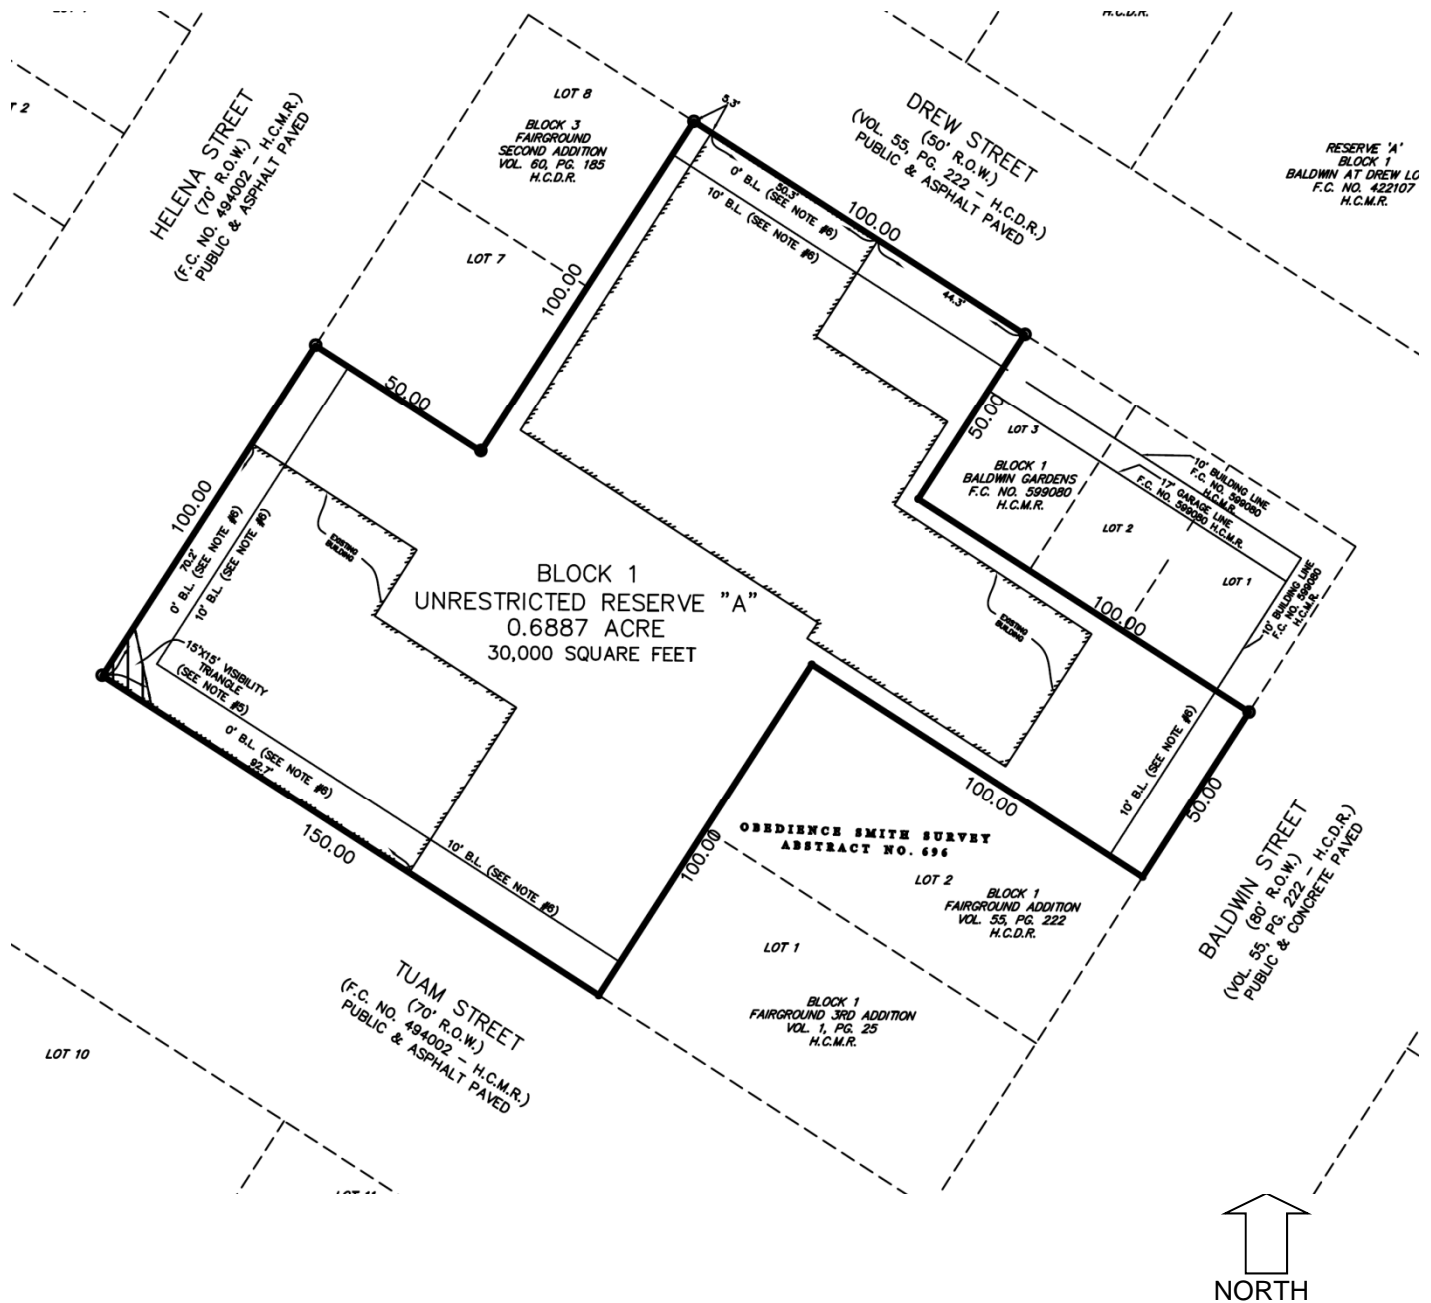 H.C.D.R.
LOT 8
BLOCK 3
FAIRGROUND
SECOND ADDITION
VOL. 60, PG. 185
H.C.D.R.
LOT 7
HELENA STREET
(70' R.O.W.)
(F.C. NO. 494002 - H.C.M.R.)
PUBLIC & ASPHALT PAVED
5.3'
DREW STREET
(50' R.O.W.)
(VOL. 55, PG. 222 - H.C.D.R.)
PUBLIC & ASPHALT PAVED
RESERVE 'A'
BLOCK 1
BALDWIN AT DREW LO
F.C. NO. 422107
H.C.M.R.
50.3'
0' B.L. (SEE NOTE #6)
10' B.L. (SEE NOTE #6)
100.00
44.3'
100.00
50.00
50.00
LOT 3
BLOCK 1
BALDWIN GARDENS
F.C. NO. 599080
H.C.M.R.
10' BUILDING LINE
F.C. NO. 599080
H.C.M.R.
17' GARAGE LINE
F.C. NO. 599080 H.C.M.R.
LOT 2
LOT 1
10' BUILDING LINE
F.C. NO. 599080
H.C.M.R.
100.00
100.00
70.2'
0' B.L. (SEE NOTE #6)
10' B.L. (SEE NOTE #6)
EXISTING
BUILDING
BLOCK 1
UNRESTRICTED RESERVE "A"
0.6887 ACRE
30,000 SQUARE FEET
EXISTING
BUILDING
15'X15' VISIBILITY
TRIANGLE
(SEE NOTE #5)
0' B.L. (SEE NOTE #6)
92.7'
150.00
10' B.L. (SEE NOTE #6)
100.00
100.00
10' B.L. (SEE NOTE #6)
50.00
OBEDIENCE SMITH SURVEY
ABSTRACT NO. 696
LOT 2
BLOCK 1
FAIRGROUND ADDITION
VOL. 55, PG. 222
H.C.D.R.
LOT 1
BLOCK 1
FAIRGROUND 3RD ADDITION
VOL. 1, PG. 25
H.C.M.R.
BALDWIN STREET
(80' R.O.W.)
(VOL. 55, PG. 222 - H.C.D.R.)
PUBLIC & CONCRETE PAVED
TUAM STREET
(70' R.O.W.)
(F.C. NO. 494002 - H.C.M.R.)
PUBLIC & ASPHALT PAVED
LOT 10
LOT 11
NORTH